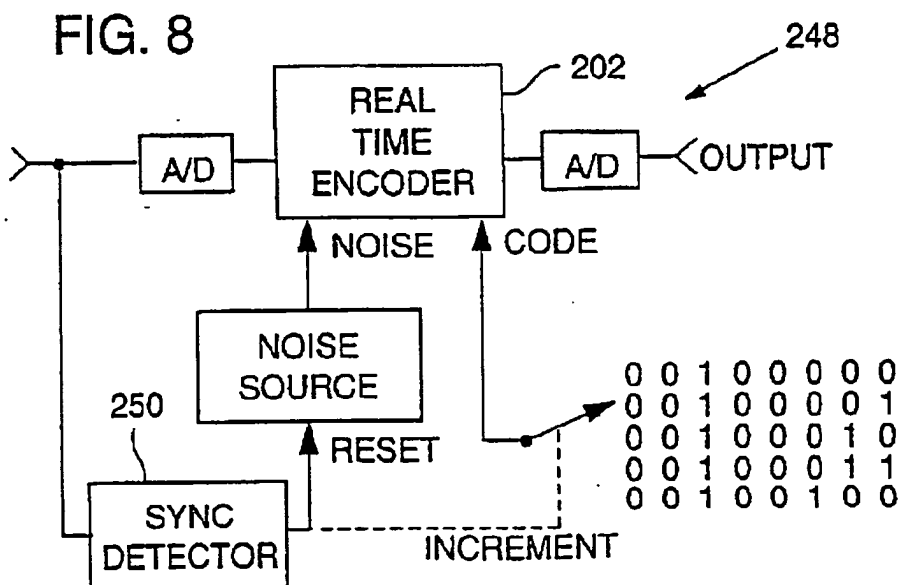 FIG. 8
248
202
REAL
TIME
ENCODER
A/D
A/D
OUTPUT
NOISE
CODE
NOISE
SOURCE
250
RESET
SYNC
DETECTOR
INCREMENT
0 0 1 0 0 0 0 0
0 0 1 0 0 0 0 1
0 0 1 0 0 0 1 0
0 0 1 0 0 0 1 1
0 0 1 0 0 1 0 0